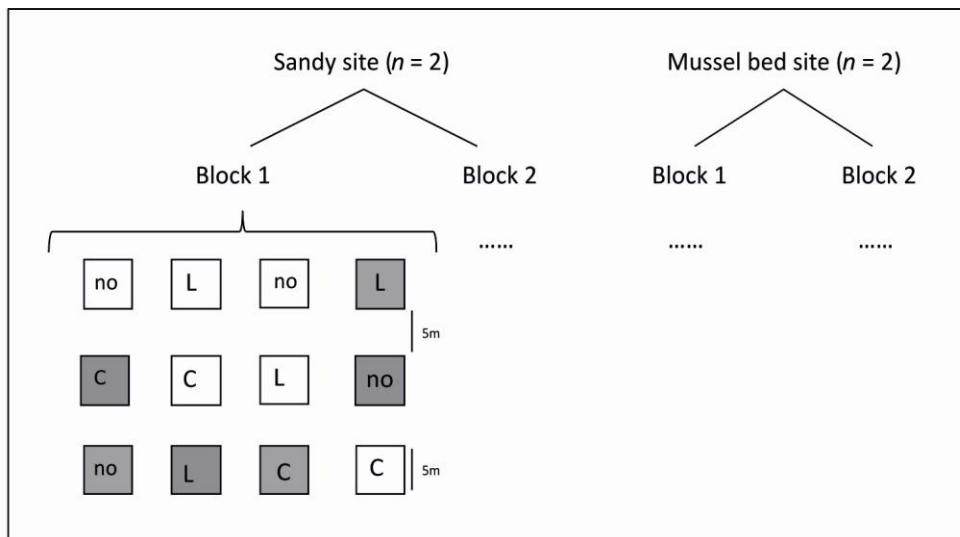 Sandy site (n = 2) Mussel bed site (n = 2)
Block 1 Block 2 Block 1 Block 2
...... ...... ......
no L no L
5m
C C L no
no L C C
5m